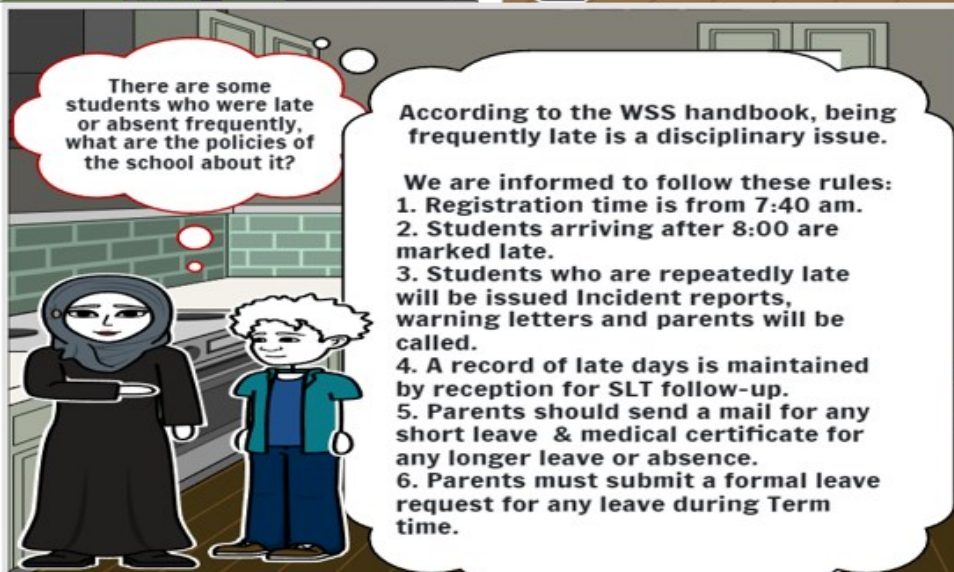 There are some
students who were late
or absent frequently,
what are the policies of
the school about it?
According to the WSS handbook, being
frequently late is a disciplinary issue.
We are informed to follow these rules:
1. Registration time is from 7:40 am.
2. Students arriving after 8:00 are
marked late.
3. Students who are repeatedly late
will be issued Incident reports,
warning letters and parents will be
called.
4. A record of late days is maintained
by reception for SLT follow-up.
5. Parents should send a mail for any
short leave & medical certificate for
any longer leave or absence.
6. Parents must submit a formal leave
request for any leave during Term
time.